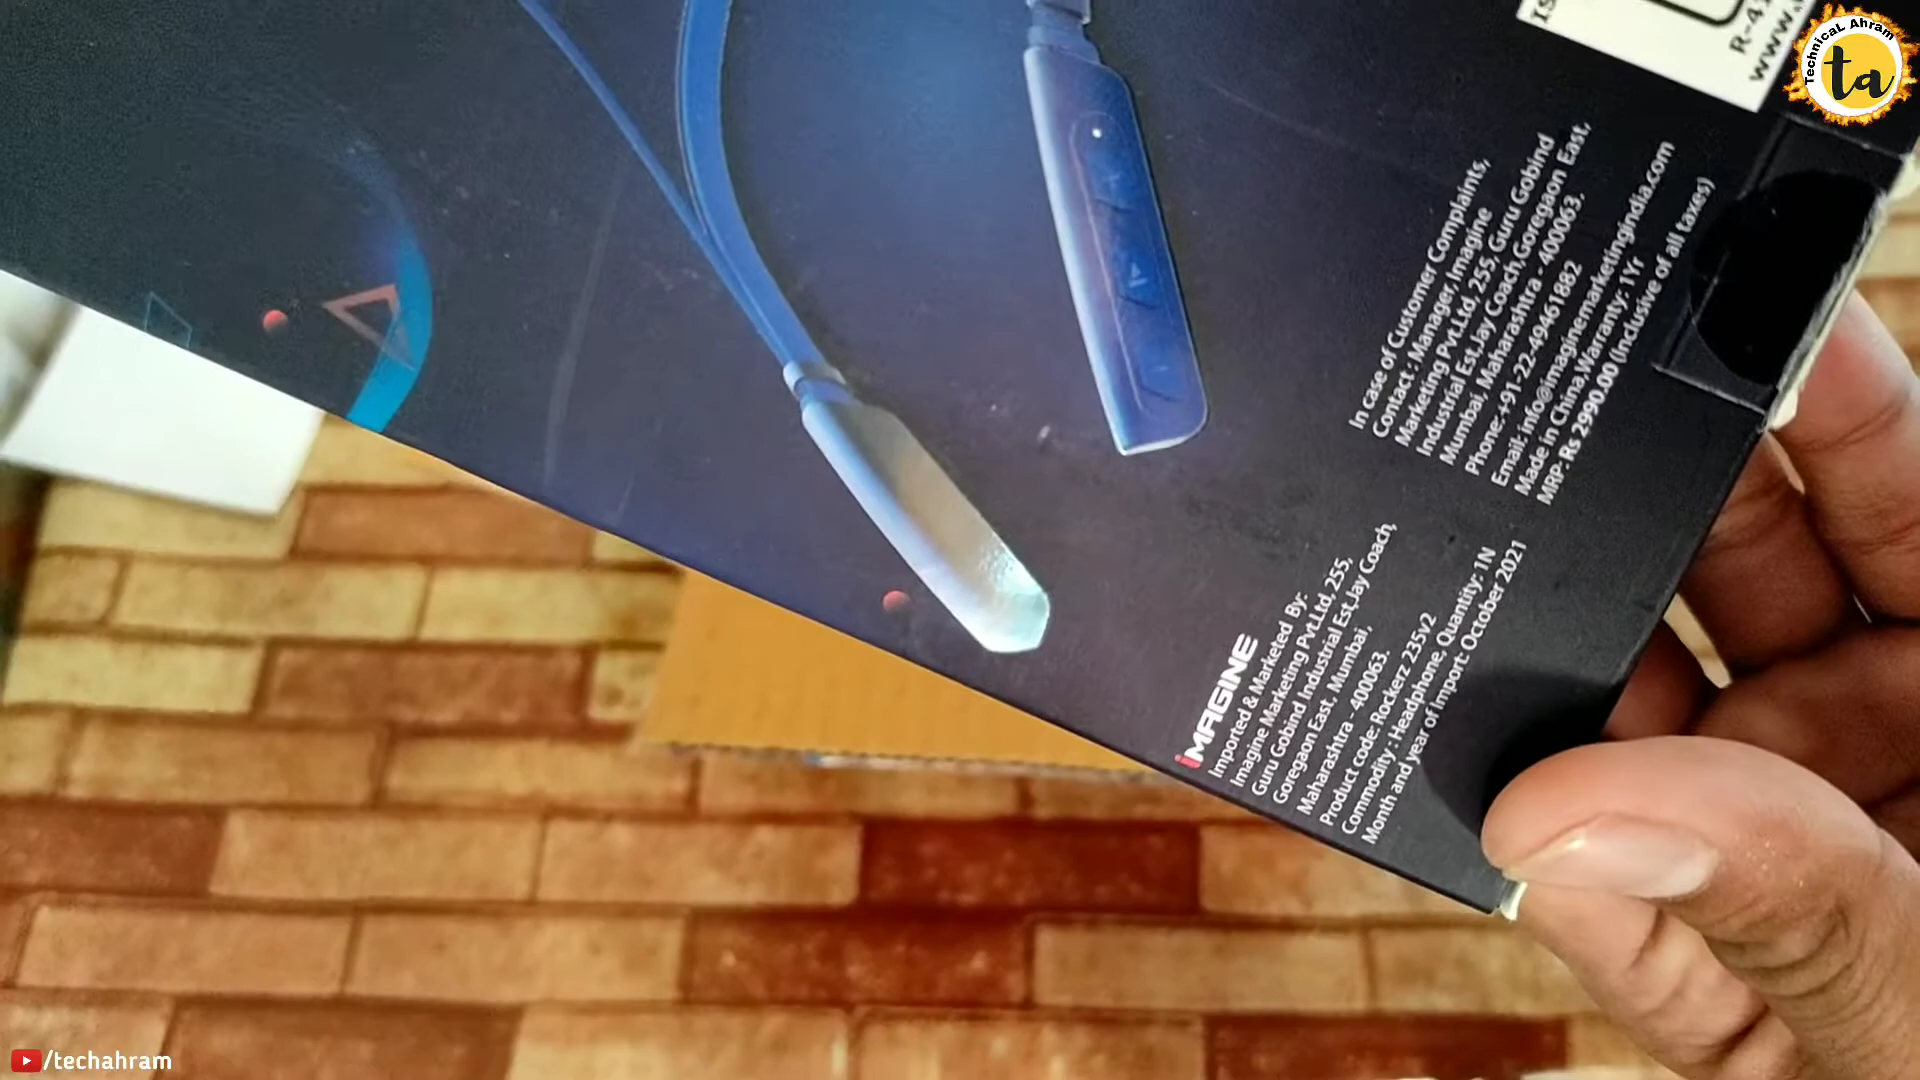 IS
R-41
www.
TechnicaL Ahram
ta
In case of Customer Complaints,
Contact : Manager, Imagine
Marketing Pvt.Ltd, 255, Guru Gobind
Industrial Est.Jay Coach,Goregaon East,
Mumbai, Maharashtra - 400063.
Phone:+91-22-49461882
Email: info@imaginemarketingindia.com
Made in China,Warranty: 1Yr
MRP: Rs 2990.00 (Inclusive of all taxes)
iMAGINE
Imported & Marketed By:
Imagine Marketing Pvt.Ltd, 255,
Guru Gobind Industrial Est.Jay Coach,
Goregaon East, Mumbai,
Maharashtra - 400063.
Product code: Rockerz 235v2
Commodity : Headphone, Quantity: 1N
Month and year of Import: October 2021
/techahram